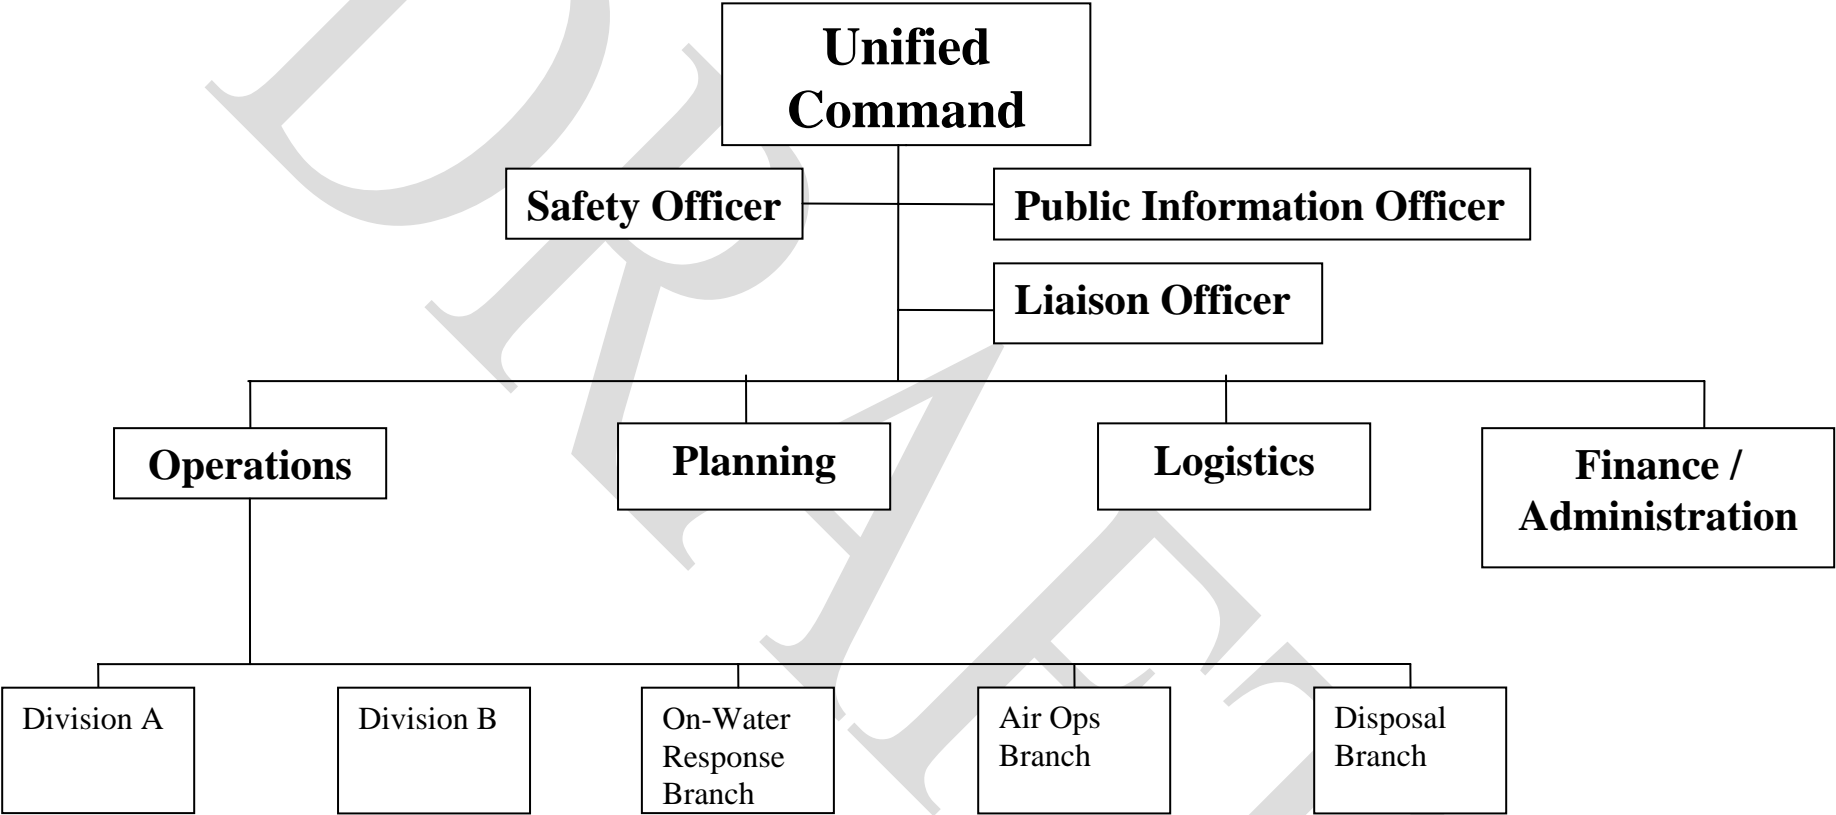 Unified
Command
Safety Officer
Public Information Officer
Liaison Officer
Operations
Planning
Logistics
Finance /
Administration
Division A
Division B
On-Water
Response
Branch
Air Ops
Branch
Disposal
Branch
DRAFT